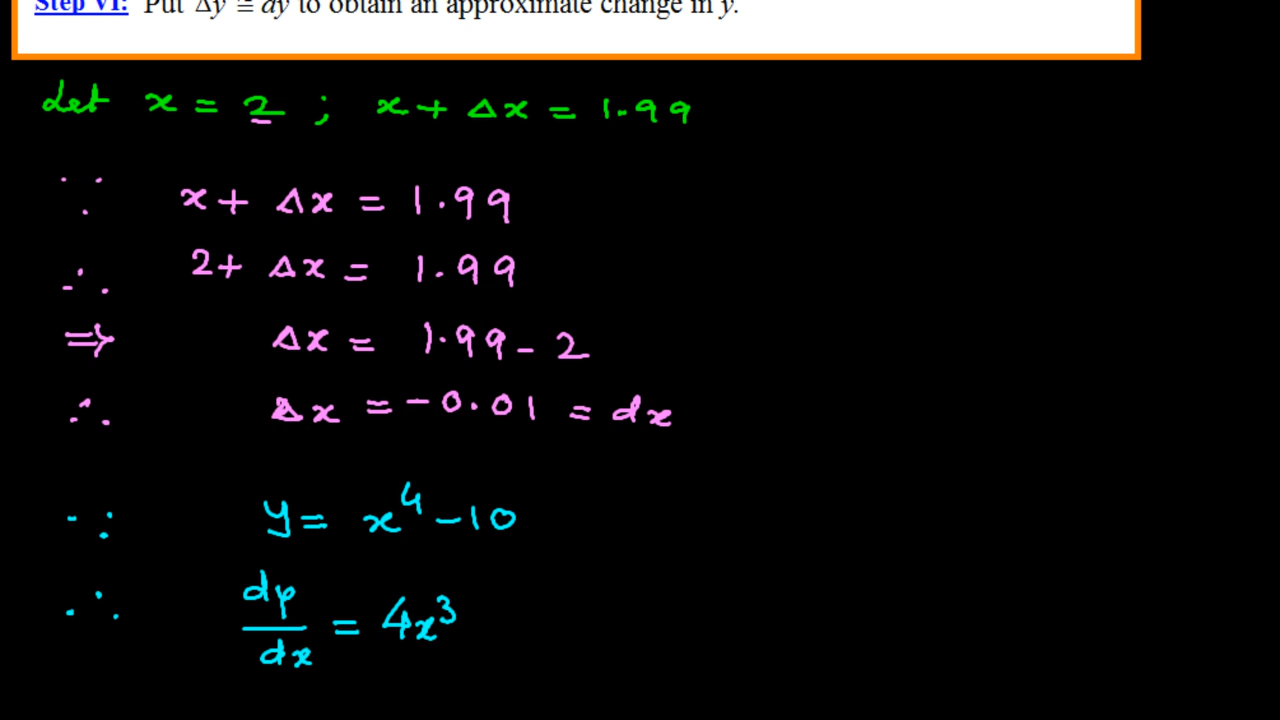 Step VI: Put Δy ≅ dy to obtain an approximate change in y.
Let x = 2 ; x + Δx = 1.99
∵ x + Δx = 1.99
∴ 2 + Δx = 1.99
⇒ Δx = 1.99 - 2
∴ Δx = -0.01 = dx
∵ y = x⁴ - 10
∴ dy/dx = 4x³